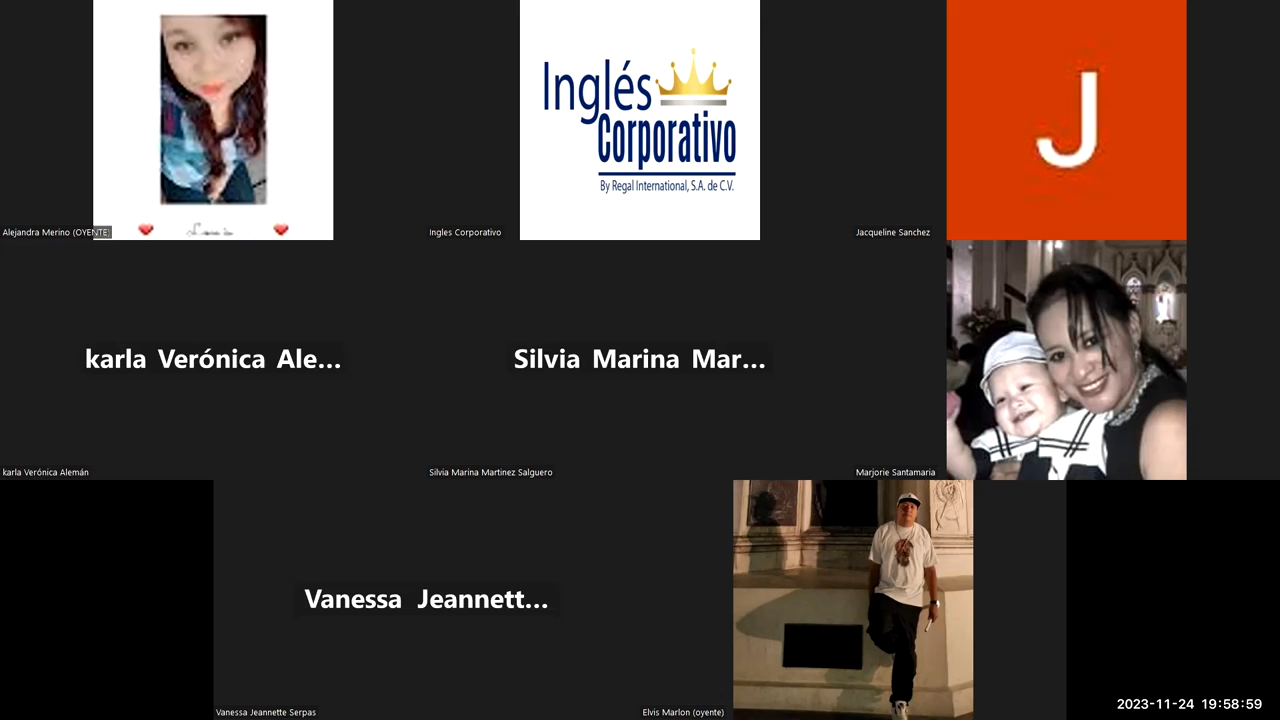 Inglés
Corporativo
By Regal International, S.A. de C.V.
J
Alejandra Merino (OYENTE)
Ingles Corporativo
Jacqueline Sanchez
karla Verónica Ale...
Silvia Marina Mar...
karla Verónica Alemán
Silvia Marina Martinez Salguero
Marjorie Santamaria
Vanessa Jeannett...
Vanessa Jeannette Serpas
Elvis Marlon (oyente)
2023-11-24 19:58:59